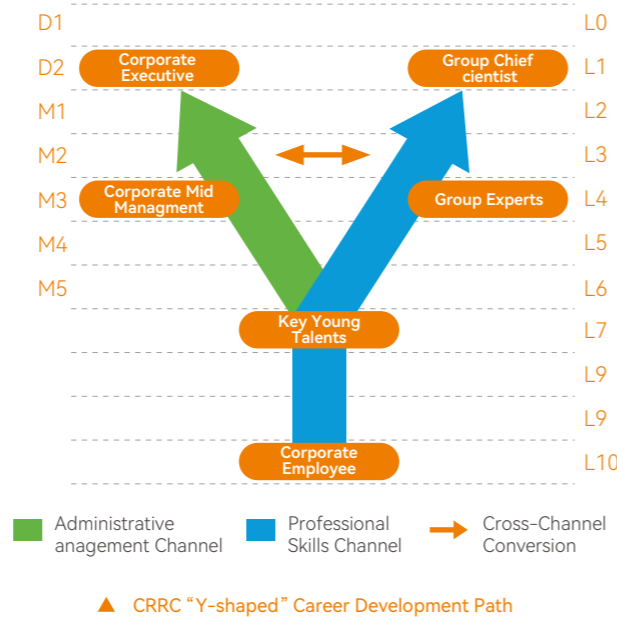 D1
L0
D2
Corporate
Executive
Group Chief
cientist
L1
M1
L2
M2
L3
M3
Corporate Mid
Managment
Group Experts
L4
M4
L5
M5
L6
Key Young
Talents
L7
L9
L9
Corporate
Employee
L10
Administrative
anagement Channel
Professional
Skills Channel
Cross-Channel
Conversion
CRRC “Y-shaped” Career Development Path